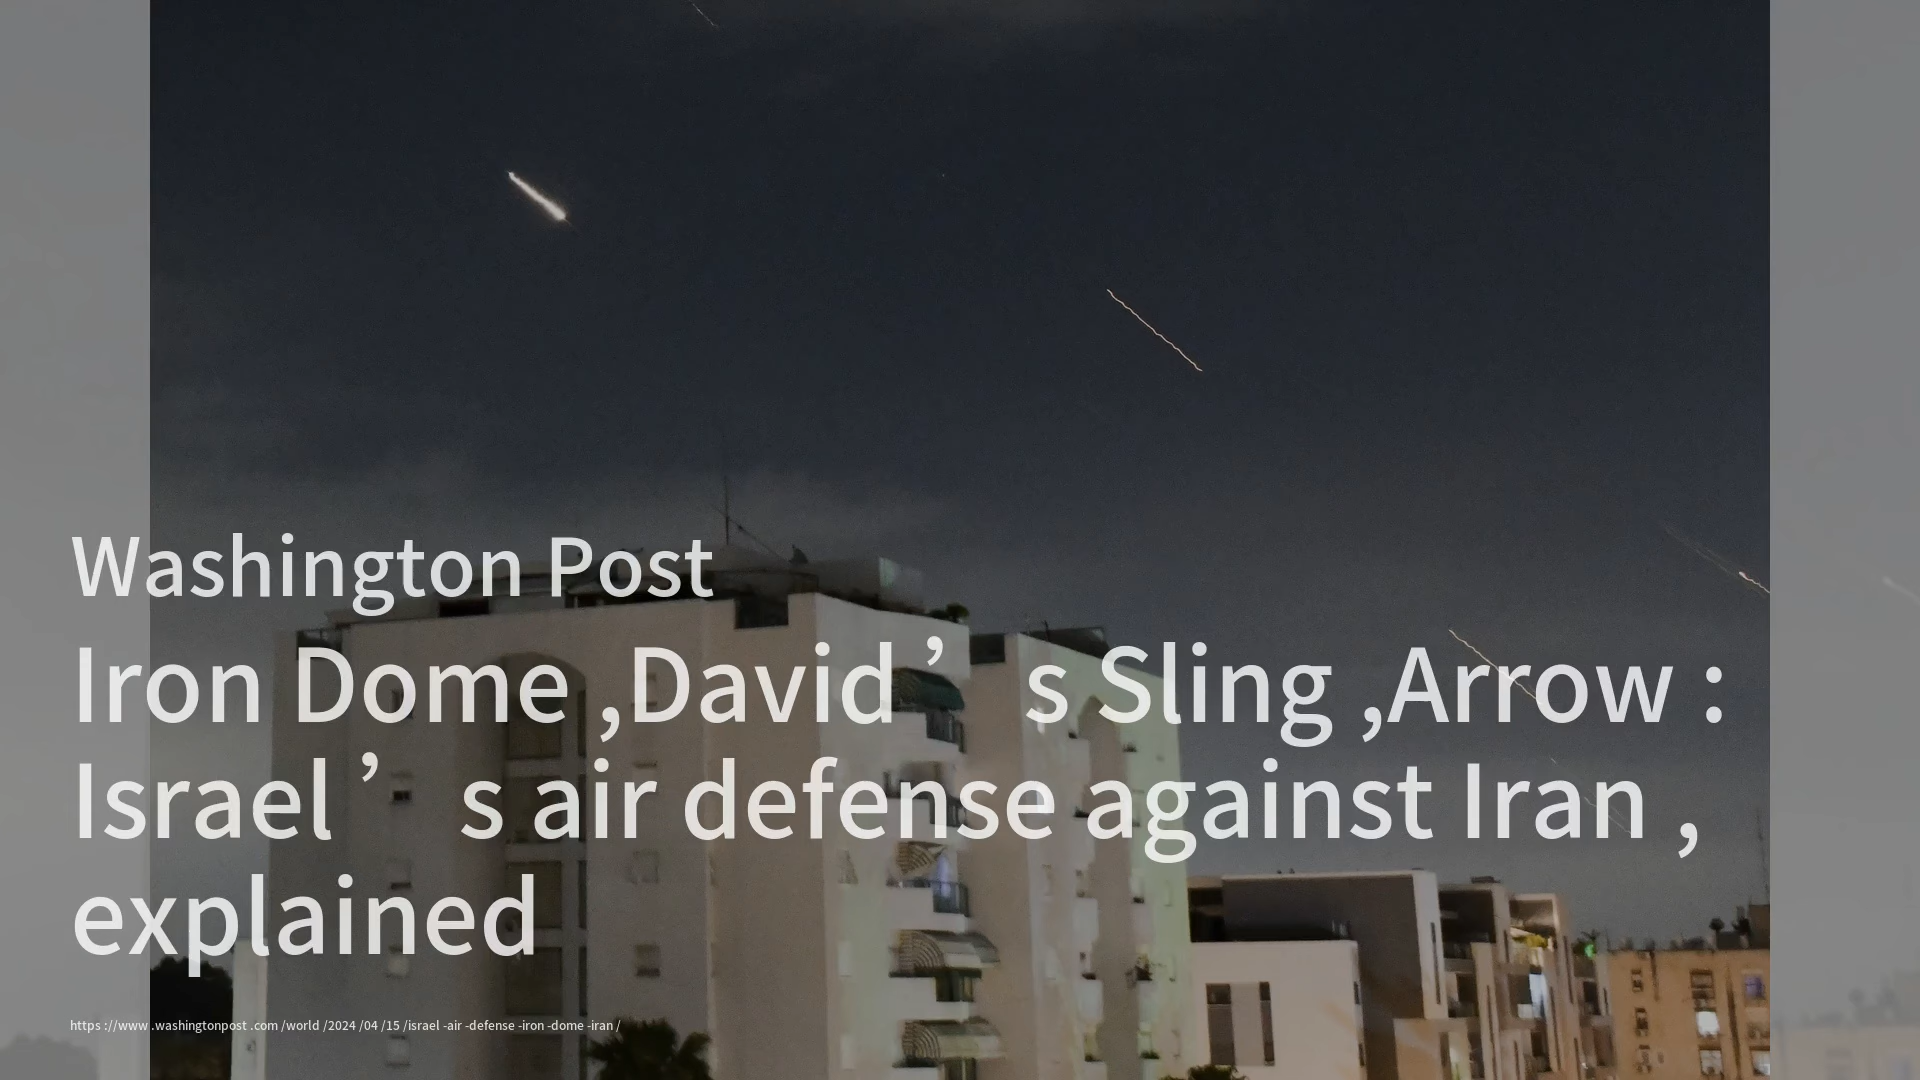 Washington Post
Iron Dome ,David ’ s Sling ,Arrow :
Israel ’ s air defense against Iran ,
explained
https ://www .washingtonpost .com /world /2024 /04 /15 /israel -air -defense -iron -dome -iran /